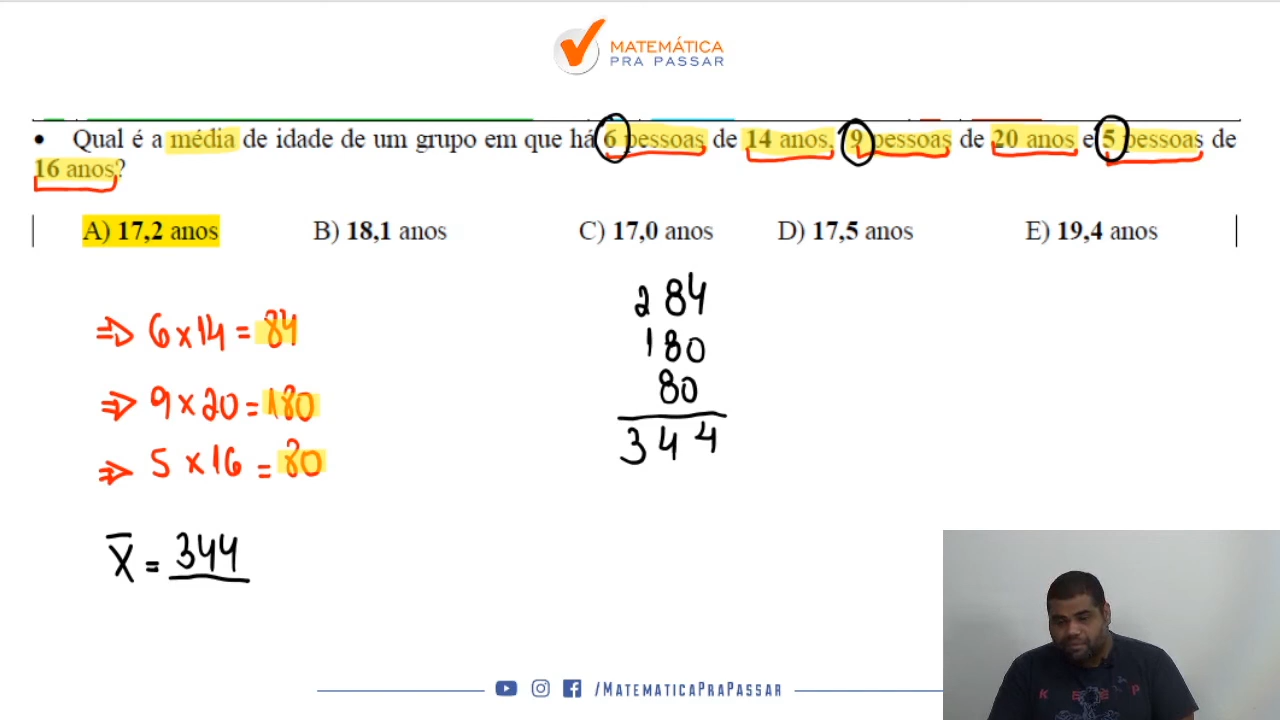 MATEMÁTICA
PRA PASSAR
• Qual é a média de idade de um grupo em que há 6 pessoas de 14 anos, 9 pessoas de 20 anos e 5 pessoas de
16 anos?
A) 17,2 anos B) 18,1 anos C) 17,0 anos D) 17,5 anos E) 19,4 anos
⇒ 6 x 14 = 84
⇒ 9 x 20 = 180
⇒ 5 x 16 = 80
X̄ = 344
2 84
180
80
344
/MATEMATICAPRAPASSAR
KEEP